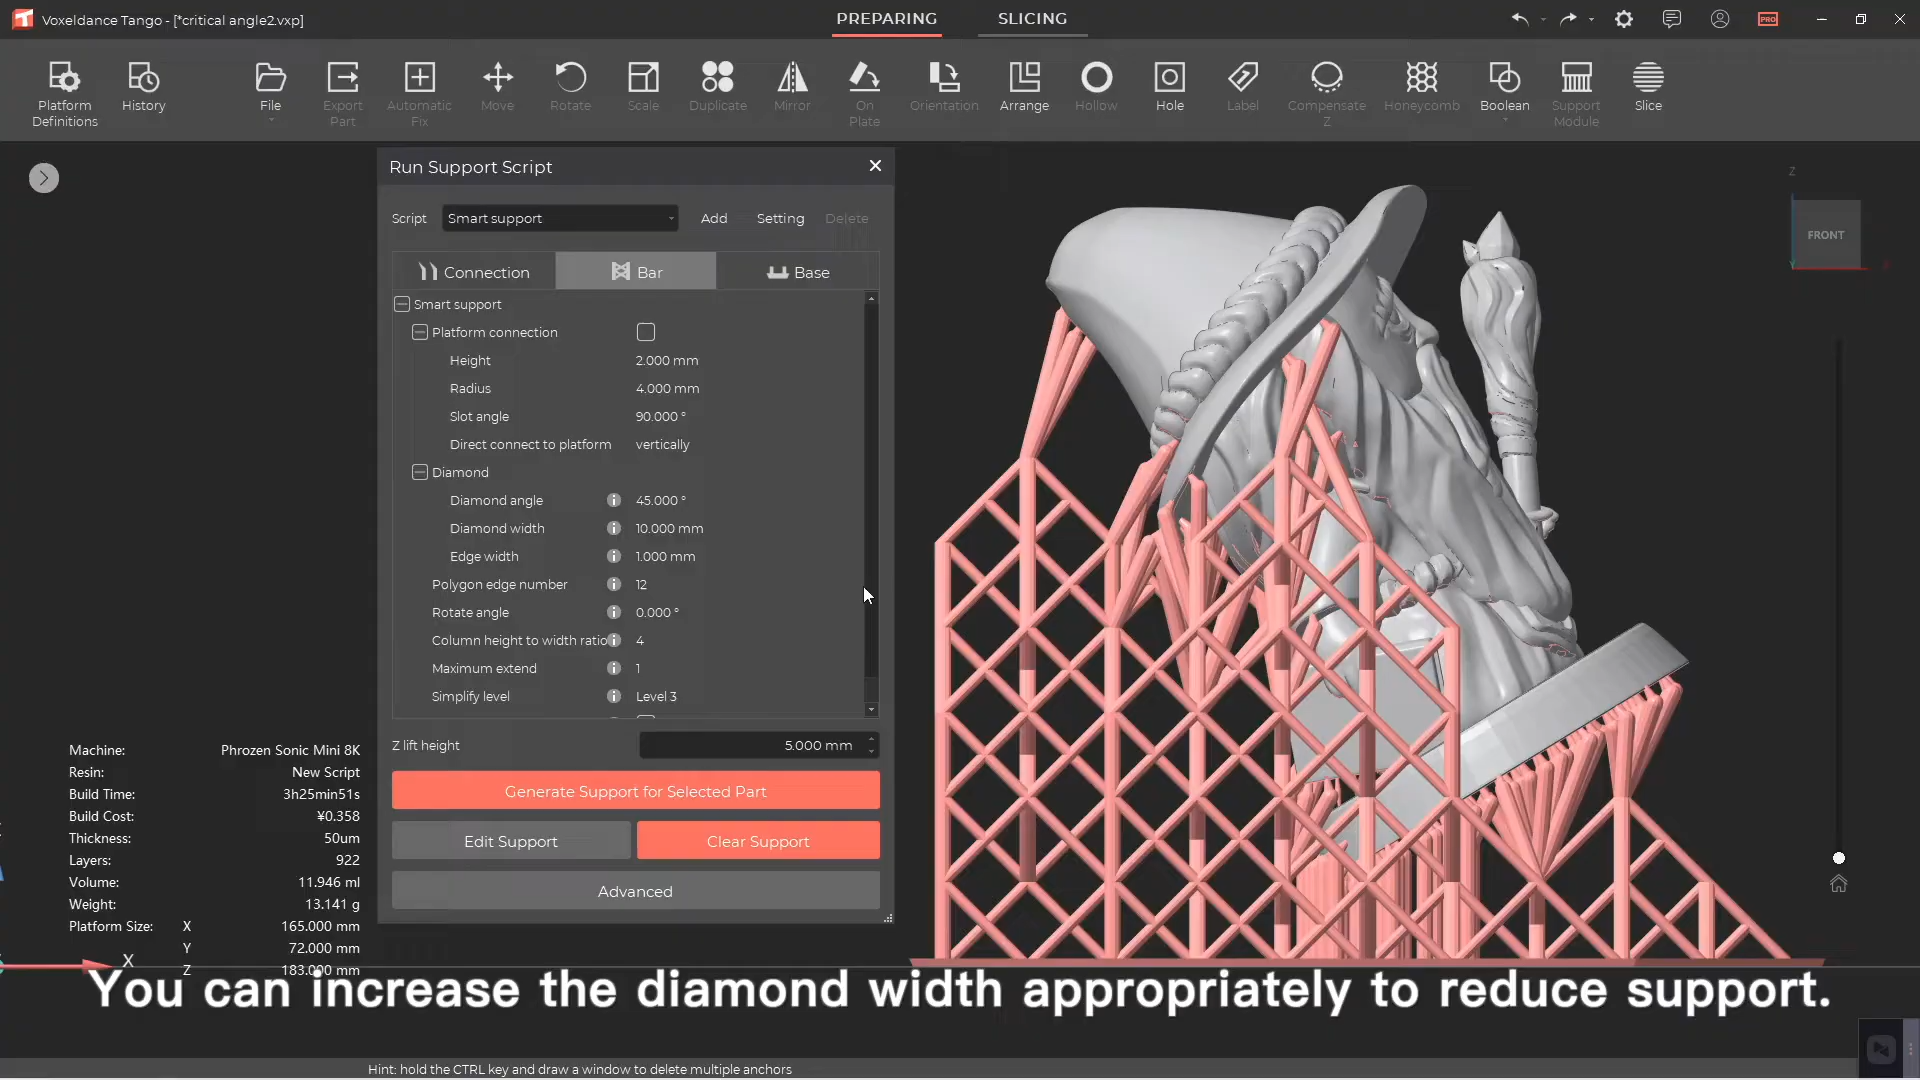 Voxeldance Tango - [*critical angle2.vxp]
PREPARING
SLICING
PRO
Platform
Definitions
History
File
Export
Part
Automatic
Fix
Move
Rotate
Scale
Duplicate
Mirror
On
Plate
Orientation
Arrange
Hollow
Hole
Label
Compensate
Z
Honeycomb
Boolean
Support
Module
Slice
Run Support Script
Script
Smart support
Add
Setting
Delete
Connection
Bar
Base
Smart support
Platform connection
Height 2.000 mm
Radius 4.000 mm
Slot angle 90.000 °
Direct connect to platform vertically
Diamond
Diamond angle 45.000 °
Diamond width 10.000 mm
Edge width 1.000 mm
Polygon edge number 12
Rotate angle 0.000 °
Column height to width ratio 4
Maximum extend 1
Simplify level Level 3
Z lift height 5.000 mm
Generate Support for Selected Part
Edit Support
Clear Support
Advanced
Z
FRONT
Y
Machine: Phrozen Sonic Mini 8K
Resin: New Script
Build Time: 3h25min51s
Build Cost: ¥0.358
Thickness: 50um
Layers: 922
Volume: 11.946 ml
Weight: 13.141 g
Platform Size: X 165.000 mm
Y 72.000 mm
Z 183.000 mm
X
You can increase the diamond width appropriately to reduce support.
Hint: hold the CTRL key and draw a window to delete multiple anchors